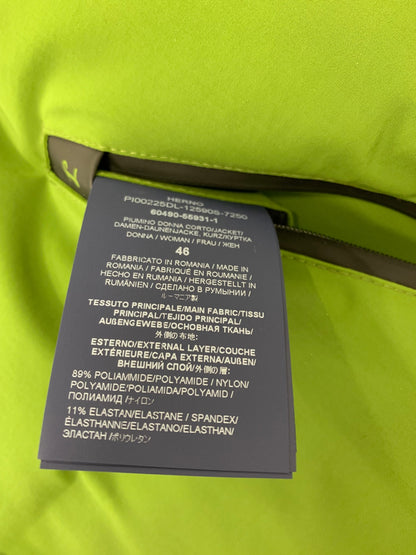 HERNO
PI00225DL-12590S-7250
60490-55931-1
PIUMINO DONNA CORTO/JACKET/
DAMEN-DAUNENJACKE, KURZ/КУРТКА
DONNA / WOMAN / FRAU / ЖЕН
46
FABBRICATO IN ROMANIA / MADE IN
ROMANIA / FABRIQUÉ EN ROUMANIE /
HECHO EN RUMANIA / HERGESTELLT IN
RUMÄNIEN / СДЕЛАНО В РУМЫНИИ /
ルーマニア製
TESSUTO PRINCIPALE/MAIN FABRIC/TISSU
PRINCIPAL/TEJIDO PRINCIPAL/
AUßENGEWEBE/ОСНОВНАЯ ТКАНЬ/
外側の布地:
ESTERNO/EXTERNAL LAYER/COUCHE
EXTÉRIEURE/CAPA EXTERNA/AUßEN/
ВНЕШНИЙ СЛОЙ/外側/
89% POLIAMMIDE/POLYAMIDE / NYLON/
POLYAMIDE/POLIAMIDA/POLYAMID /
ПОЛИАМИД /ナイロン
11% ELASTAN/ELASTANE / SPANDEX/
ÉLASTHANNE/ELASTANO/ELASTHAN/
ЭЛАСТАН /ポリウレタン